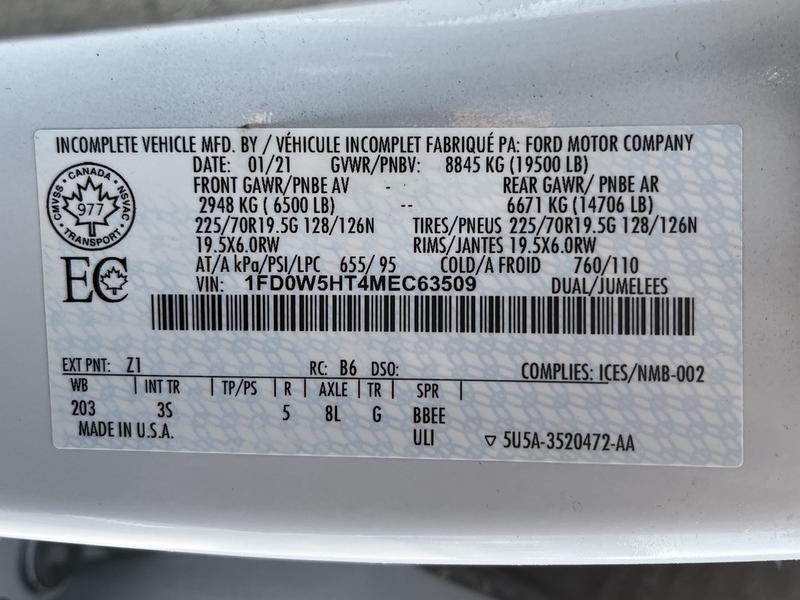 INCOMPLETE VEHICLE MFD. BY / VÉHICULE INCOMPLET FABRIQUÉ PA: FORD MOTOR COMPANY
DATE: 01/21 GVWR/PNBV: 8845 KG (19500 LB)
FRONT GAWR/PNBE AV - REAR GAWR/ PNBE AR
2948 KG ( 6500 LB) -- 6671 KG (14706 LB)
225/70R19.5G 128/126N TIRES/PNEUS 225/70R19.5G 128/126N
19.5X6.0RW RIMS/JANTES 19.5X6.0RW
AT/A kPa/PSI/LPC 655/ 95 COLD/A FROID 760/110
VIN: 1FD0W5HT4MEC63509 DUAL/JUMELEES
CMVSS · CANADA · NSVAC
977
· TRANSPORT ·
EC
EXT PNT: Z1 RC: B6 DSO: COMPLIES: ICES/NMB-002
WB | INT TR | TP/PS | R | AXLE | TR | SPR |
203 3S 5 8L G BBEE
MADE IN U.S.A. ULI ▽ 5U5A-3520472-AA